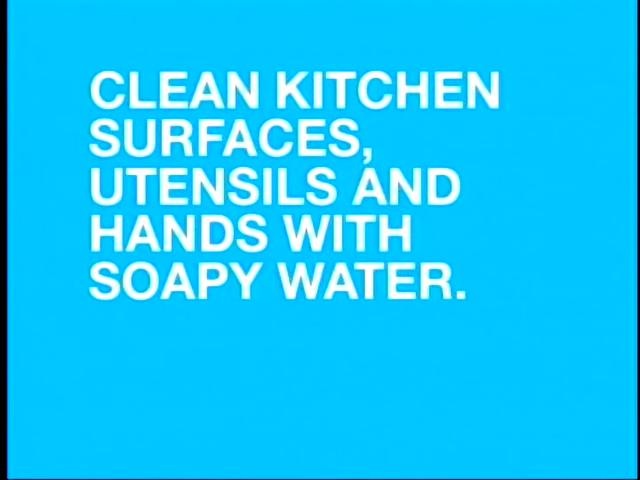 CLEAN KITCHEN
SURFACES,
UTENSILS AND
HANDS WITH
SOAPY WATER.